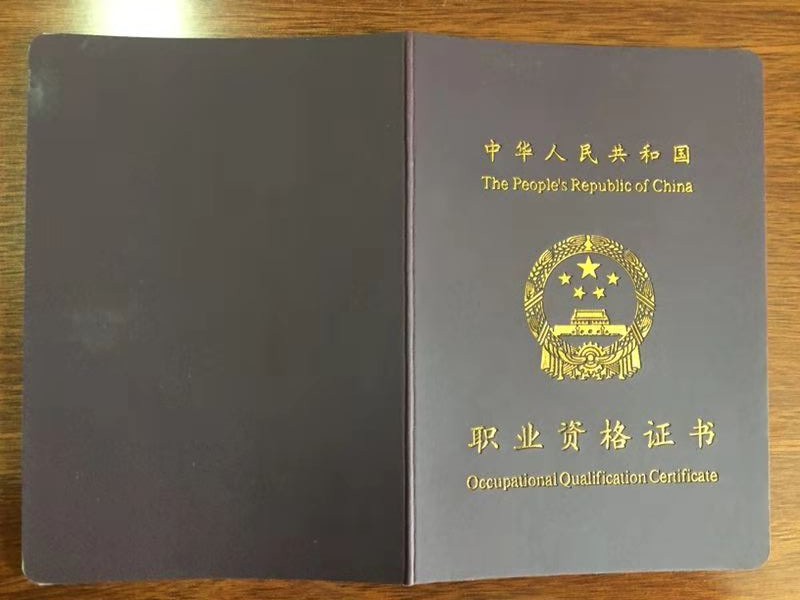 中华人民共和国
The People's Republic of China
职业资格证书
Occupational Qualification Certificate